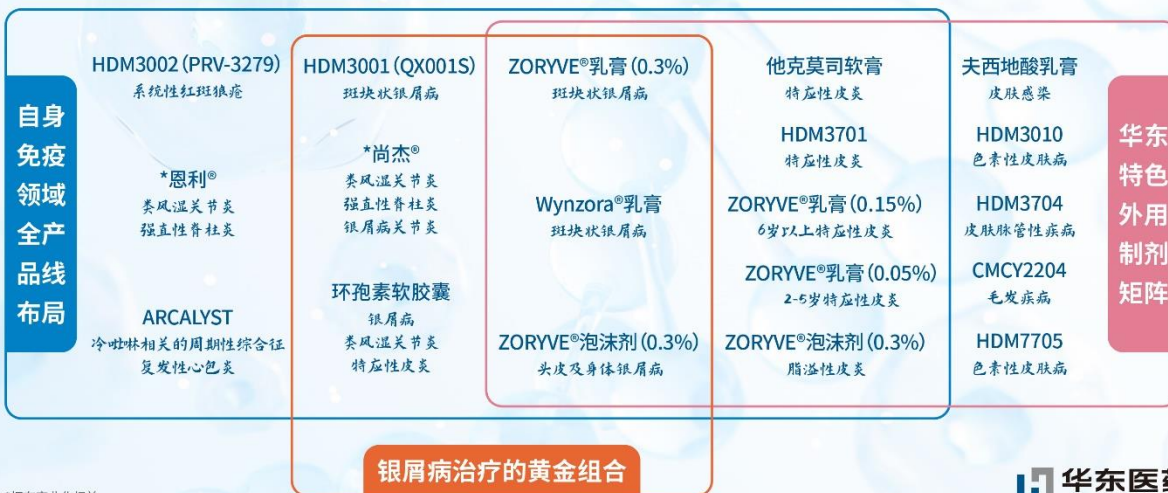 自身
免疫
领域
全产
品线
布局
HDM3002(PRV-3279)
系统性红斑狼疮
*恩利®
类风湿关节炎
强直性脊柱炎
ARCALYST
冷吡啉相关的周期性综合征
复发性心包炎
HDM3001(QX001S)
斑块状银屑病
*尚杰®
类风湿关节炎
强直性脊柱炎
银屑病关节炎
环孢素软胶囊
银屑病
类风湿关节炎
特应性皮炎
ZORYVE®乳膏(0.3%)
斑块状银屑病
Wynzora®乳膏
斑块状银屑病
ZORYVE®泡沫剂(0.3%)
头皮及身体银屑病
他克莫司软膏
特应性皮炎
HDM3701
特应性皮炎
ZORYVE®乳膏(0.15%)
6岁以上特应性皮炎
ZORYVE®乳膏(0.05%)
2-5岁特应性皮炎
ZORYVE®泡沫剂(0.3%)
脂溢性皮炎
夫西地酸乳膏
皮肤感染
HDM3010
色素性皮肤病
HDM3704
皮肤脉管性疾病
CMCY2204
毛发疾病
HDM7705
色素性皮肤病
华东
特色
外用
制剂
矩阵
银屑病治疗的黄金组合
华东医药